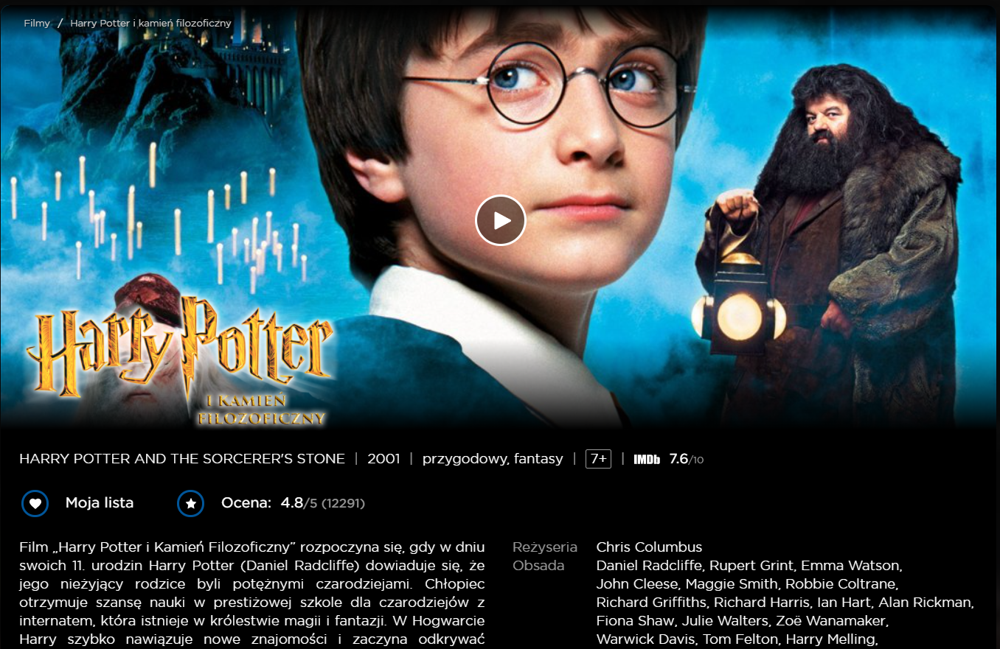 Filmy / Harry Potter i kamień filozoficzny
Harry Potter
I KAMIEŃ
FILOZOFICZNY
HARRY POTTER AND THE SORCERER'S STONE | 2001 | przygodowy, fantasy | 7+ | IMDb 7.6/10
Moja lista Ocena: 4.8/5 (12291)
Film „Harry Potter i Kamień Filozoficzny” rozpoczyna się, gdy w dniu
swoich 11. urodzin Harry Potter (Daniel Radcliffe) dowiaduje się, że
jego nieżyjący rodzice byli potężnymi czarodziejami. Chłopiec
otrzymuje szansę nauki w prestiżowej szkole dla czarodziejów z
internatem, która istnieje w królestwie magii i fantazji. W Hogwarcie
Harry szybko nawiązuje nowe znajomości i zaczyna odkrywać
Reżyseria Chris Columbus
Obsada Daniel Radcliffe, Rupert Grint, Emma Watson,
John Cleese, Maggie Smith, Robbie Coltrane,
Richard Griffiths, Richard Harris, Ian Hart, Alan Rickman,
Fiona Shaw, Julie Walters, Zoë Wanamaker,
Warwick Davis, Tom Felton, Harry Melling,